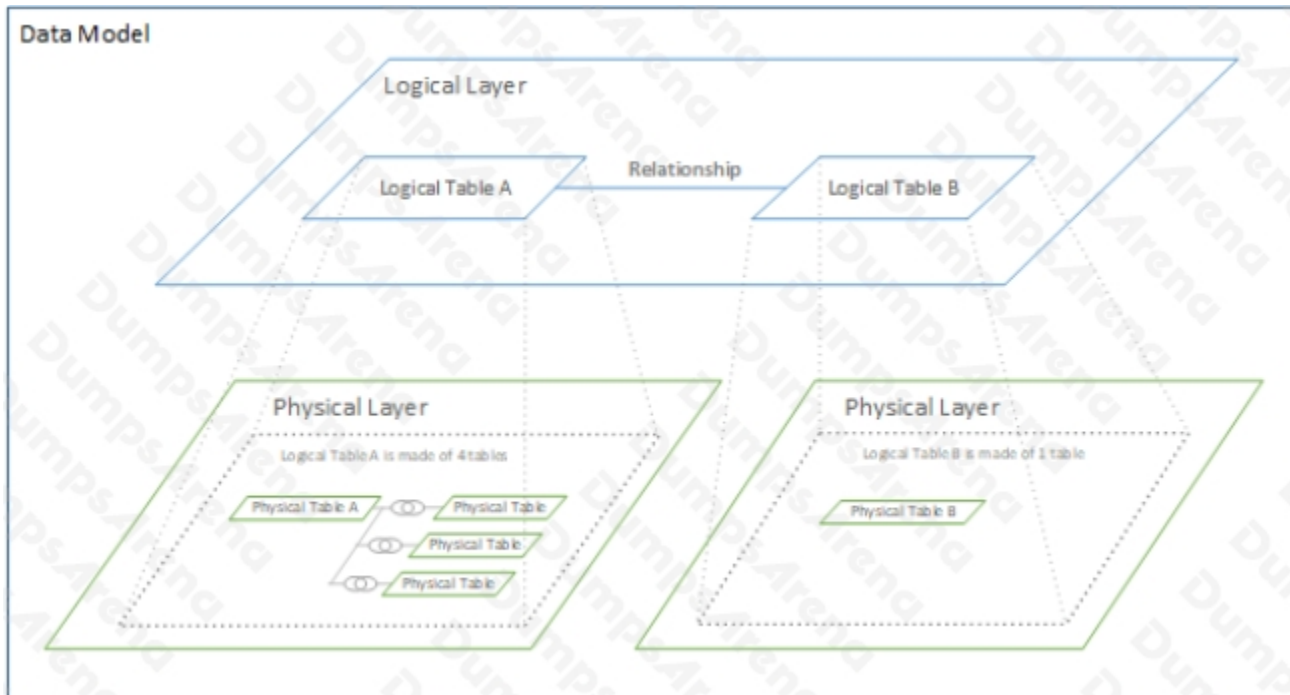 Data Model
Logical Layer
Relationship
Logical Table A
Logical Table B
Physical Layer
Physical Layer
Logical Table A is made of 4 tables
Logical Table B is made of 1 table
Physical Table A
Physical Table
Physical Table B
Physical Table
Physical Table
DumpsArena